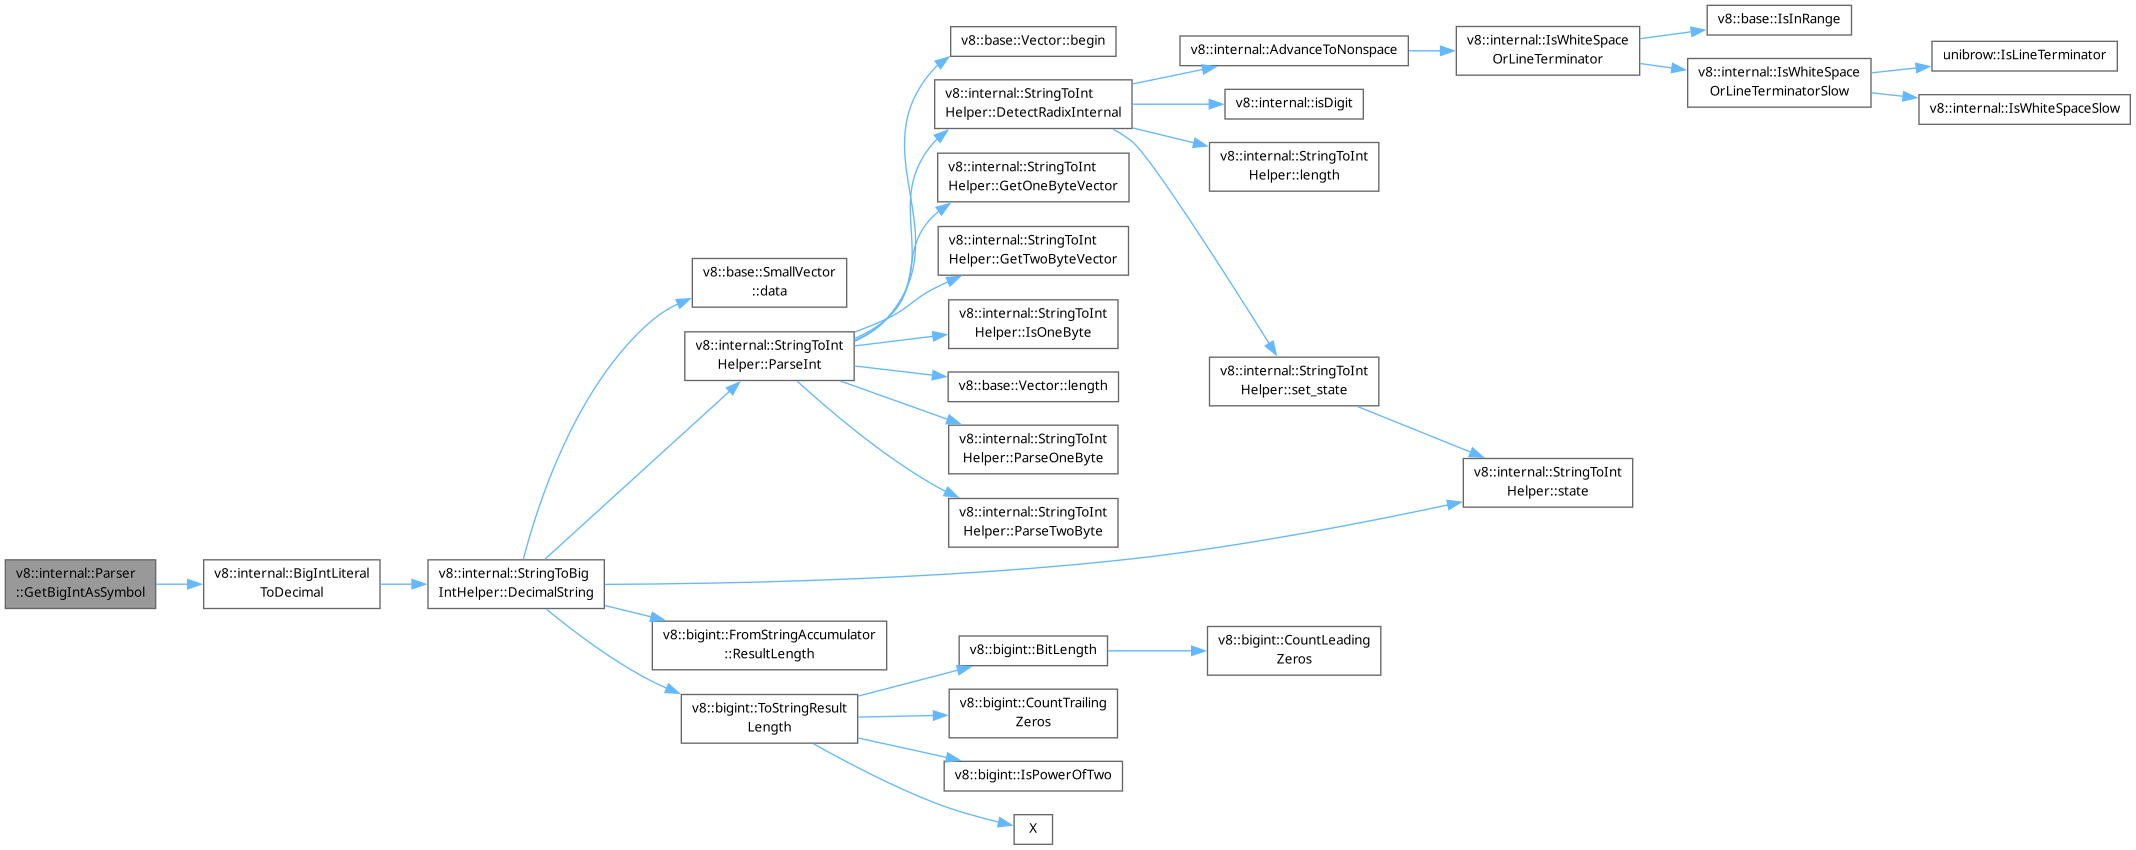 v8::internal::Parser
::GetBigIntAsSymbol
v8::internal::BigIntLiteral
ToDecimal
v8::internal::StringToBig
IntHelper::DecimalString
v8::base::SmallVector
::data
v8::internal::StringToInt
Helper::ParseInt
v8::bigint::FromStringAccumulator
::ResultLength
v8::bigint::ToStringResult
Length
v8::base::Vector::begin
v8::internal::StringToInt
Helper::DetectRadixInternal
v8::internal::StringToInt
Helper::GetOneByteVector
v8::internal::StringToInt
Helper::GetTwoByteVector
v8::internal::StringToInt
Helper::IsOneByte
v8::base::Vector::length
v8::internal::StringToInt
Helper::ParseOneByte
v8::internal::StringToInt
Helper::ParseTwoByte
v8::bigint::BitLength
v8::bigint::CountTrailing
Zeros
v8::bigint::IsPowerOfTwo
X
v8::internal::AdvanceToNonspace
v8::internal::isDigit
v8::internal::StringToInt
Helper::length
v8::internal::StringToInt
Helper::set_state
v8::bigint::CountLeading
Zeros
v8::internal::IsWhiteSpace
OrLineTerminator
v8::internal::StringToInt
Helper::state
v8::base::IsInRange
v8::internal::IsWhiteSpace
OrLineTerminatorSlow
unibrow::IsLineTerminator
v8::internal::IsWhiteSpaceSlow